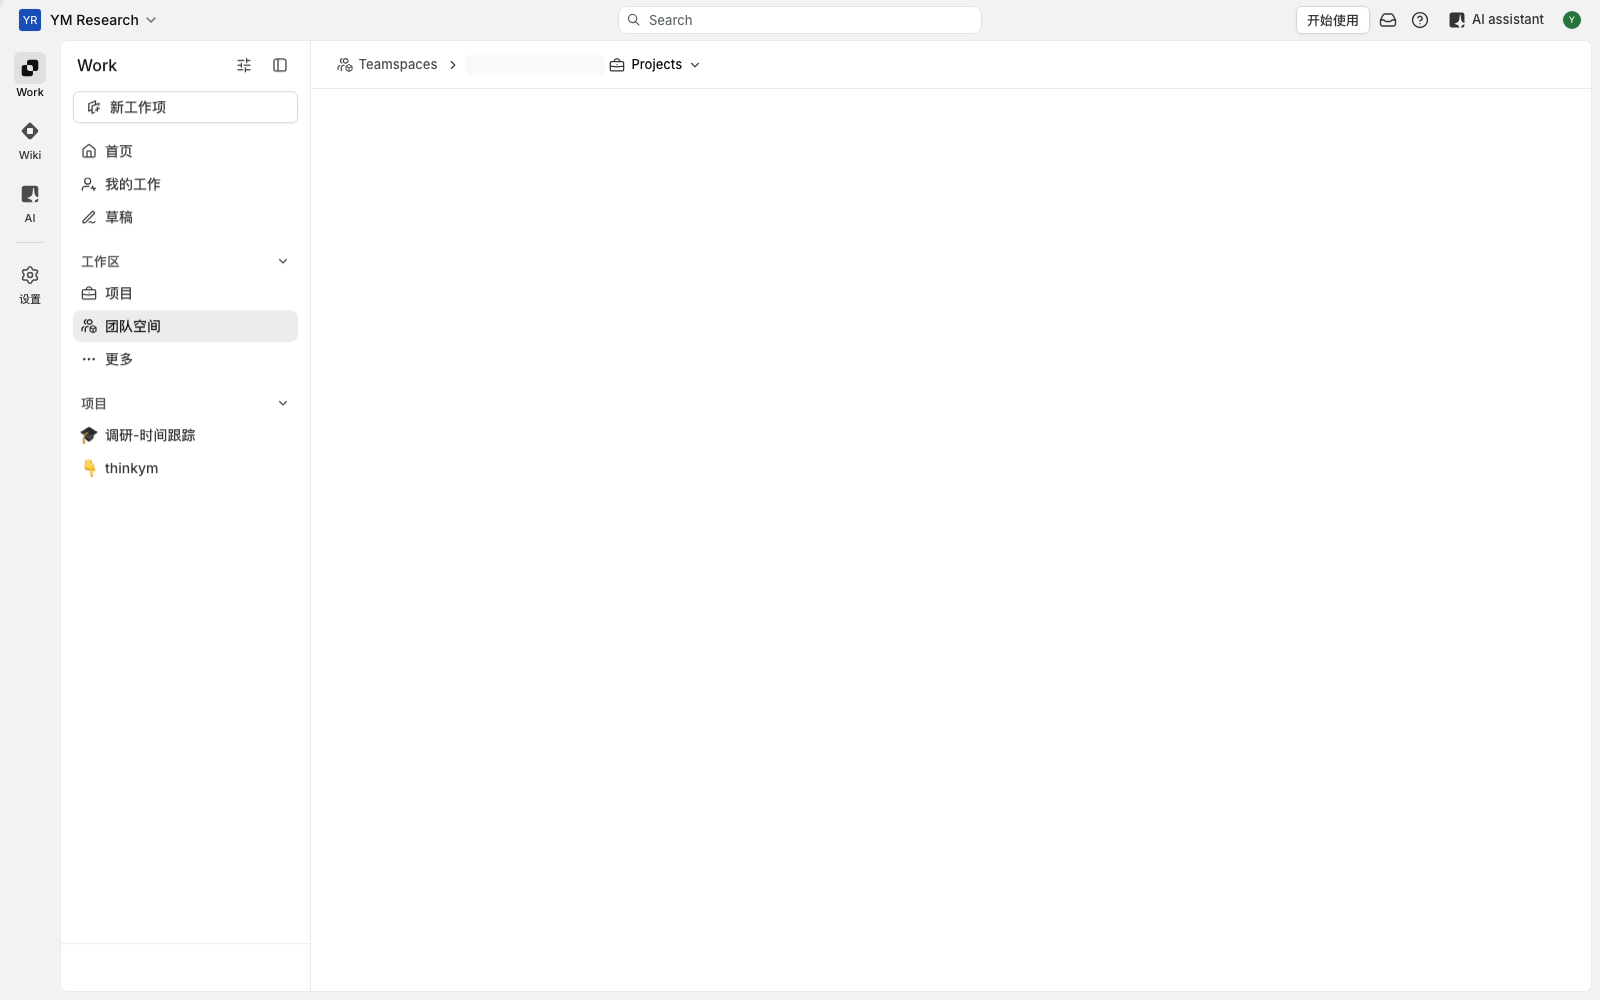 YR YM Research
Search
开始使用
AI assistant
Y
Work
Wiki
AI
设置
Work
新工作项
首页
我的工作
草稿
工作区
项目
团队空间
更多
项目
调研-时间跟踪
thinkym
Teamspaces
Projects